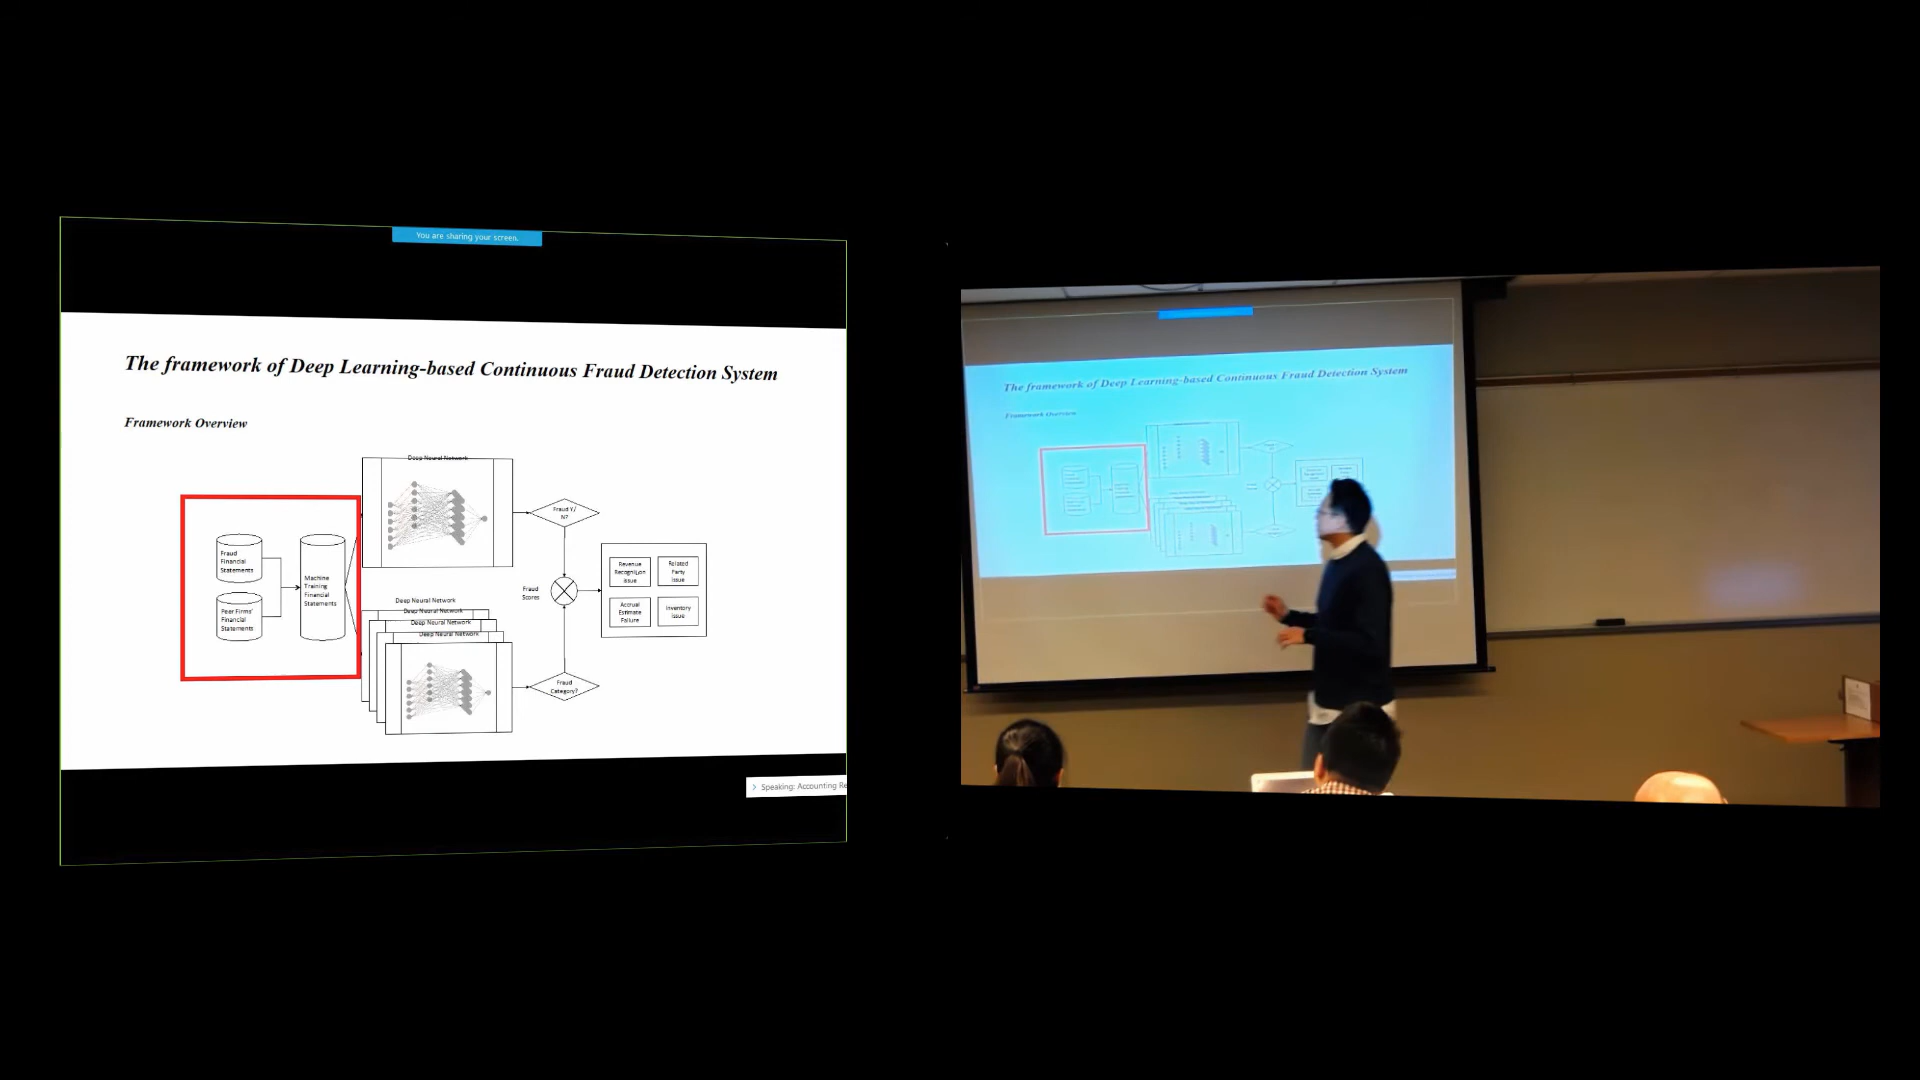 You are sharing your screen.
The framework of Deep Learning-based Continuous Fraud Detection System
Framework Overview
Deep Neural Network
Fraud
Financial
Statements
Peer Firms'
Financial
Statements
Machine
Training
Financial
Statements
Fraud Y/
N?
Fraud
Scores
Revenue
Recognition
issue
Related
Party
Issue
Accrual
Estimate
Failure
Inventory
issue
Deep Neural Network
Deep Neural Network
Deep Neural Network
Deep Neural Network
Fraud
Category?
Speaking: Accounting Re
The framework of Deep Learning-based Continuous Fraud Detection System
Framework Overview